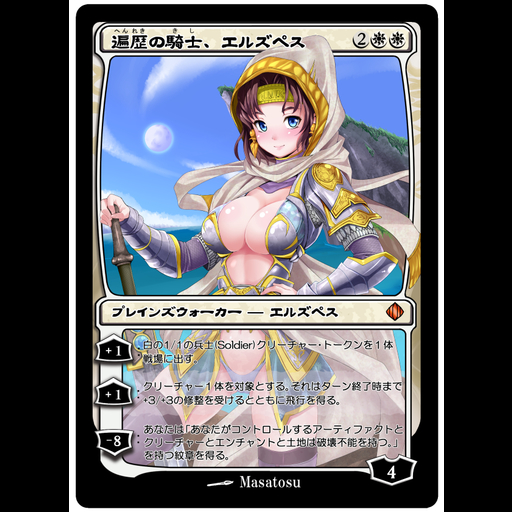 へんれき きし
遍歴の騎士、エルズペス 2
プレインズウォーカー — エルズペス
+1
白の1/1の兵士(Soldier)クリーチャー・トークンを1体
戦場に出す。
+1
クリーチャー1体を対象とする。それはターン終了時まで
+3/+3の修整を受けるとともに飛行を得る。
-8
あなたは「あなたがコントロールするアーティファクトと
クリーチャーとエンチャントと土地は破壊不能を持つ。」
を持つ紋章を得る。
4
Masatosu